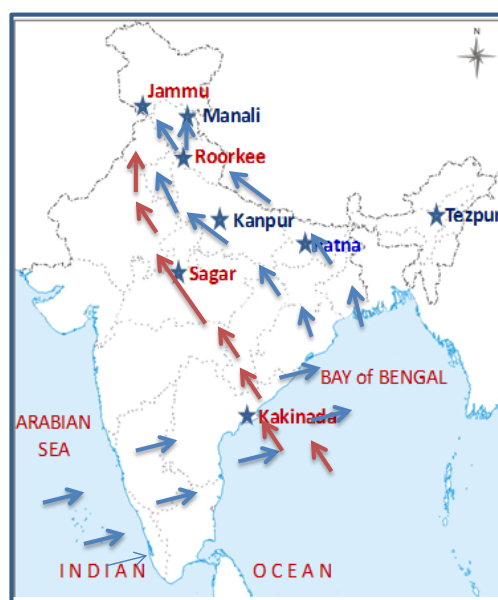 N
Jammu
Manali
Roorkee
Kanpur
Tezpur
Patna
Sagar
BAY of BENGAL
Kakinada
ARABIAN
SEA
INDIAN OCEAN